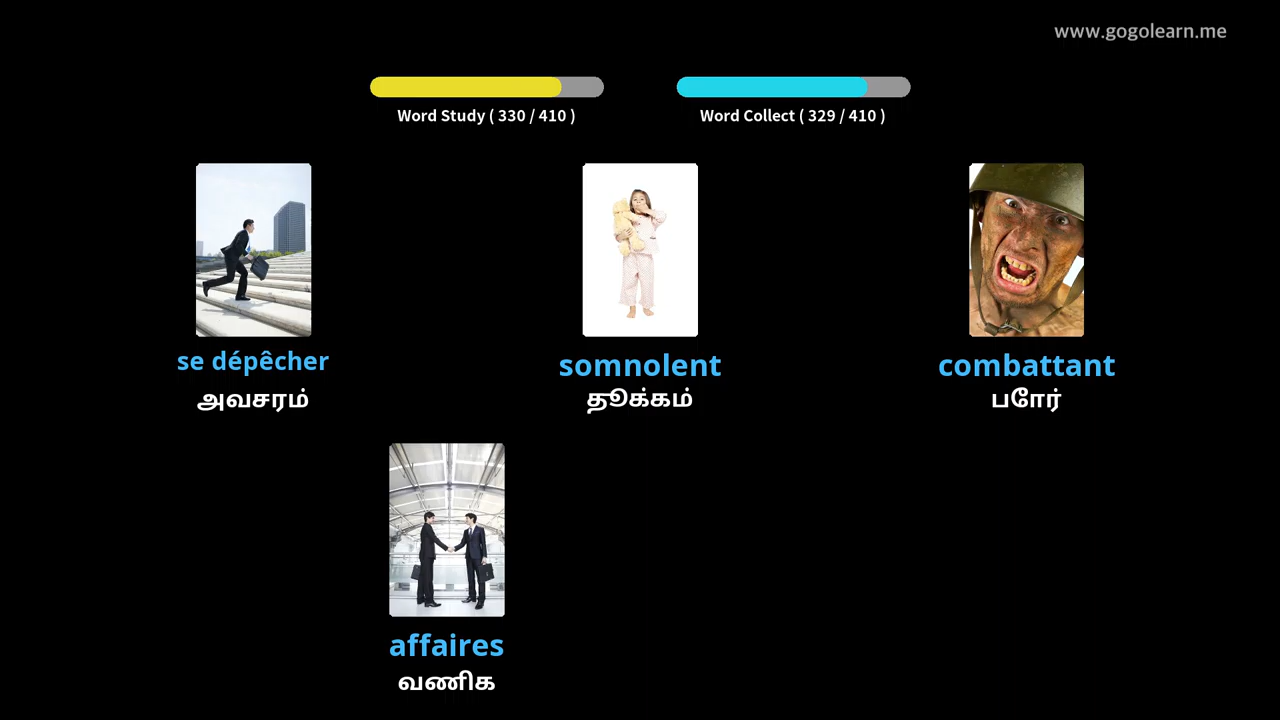 www.gogolearn.me
Word Study ( 330 / 410 )
Word Collect ( 329 / 410 )
se dépêcher
அவசரம்
somnolent
தூக்கம்
combattant
போர்
affaires
வணிக